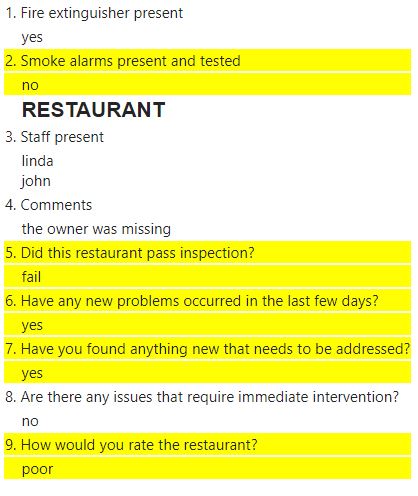 1. Fire extinguisher present
yes
2. Smoke alarms present and tested
no
RESTAURANT
3. Staff present
linda
john
4. Comments
the owner was missing
5. Did this restaurant pass inspection?
fail
6. Have any new problems occurred in the last few days?
yes
7. Have you found anything new that needs to be addressed?
yes
8. Are there any issues that require immediate intervention?
no
9. How would you rate the restaurant?
poor